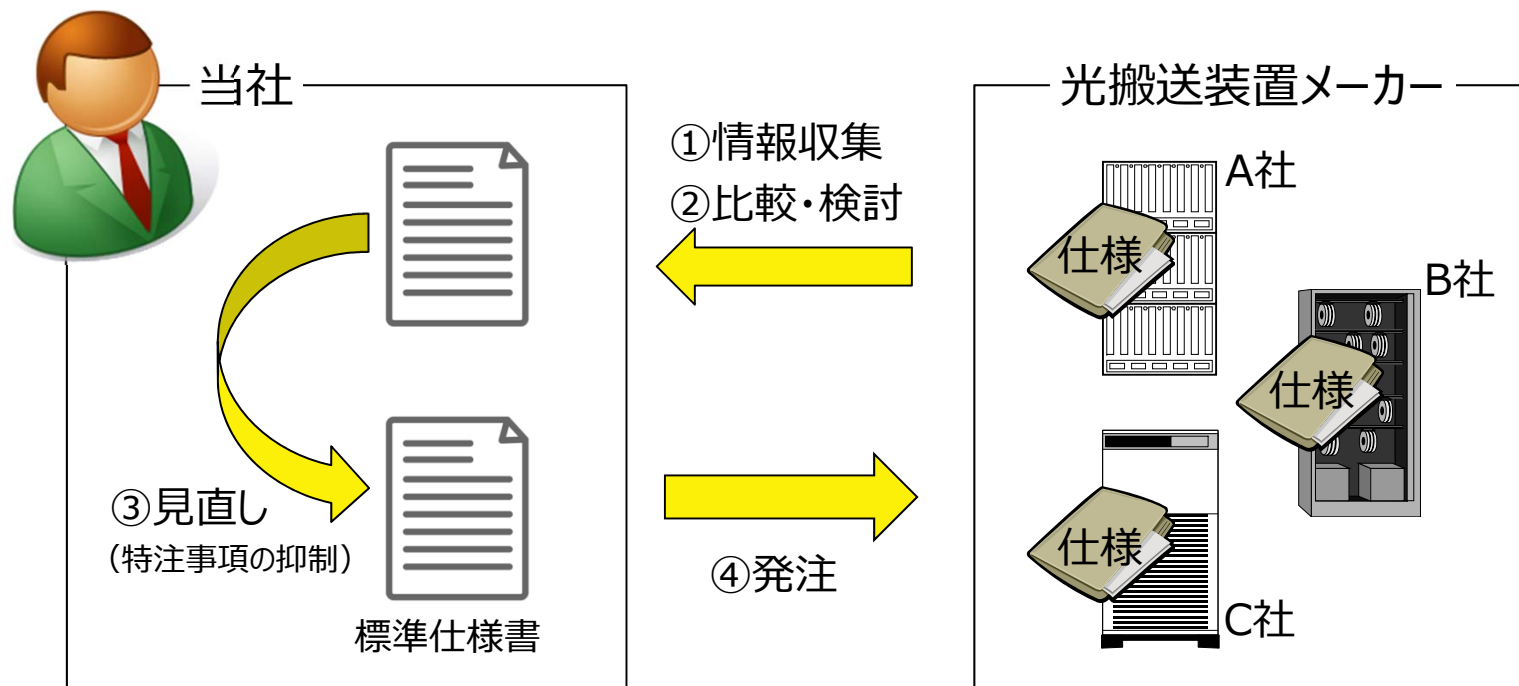 当社
①情報収集
②比較・検討
③見直し
（特注事項の抑制）
標準仕様書
④発注
光搬送装置メーカー
A社
仕様
B社
仕様
仕様
C社